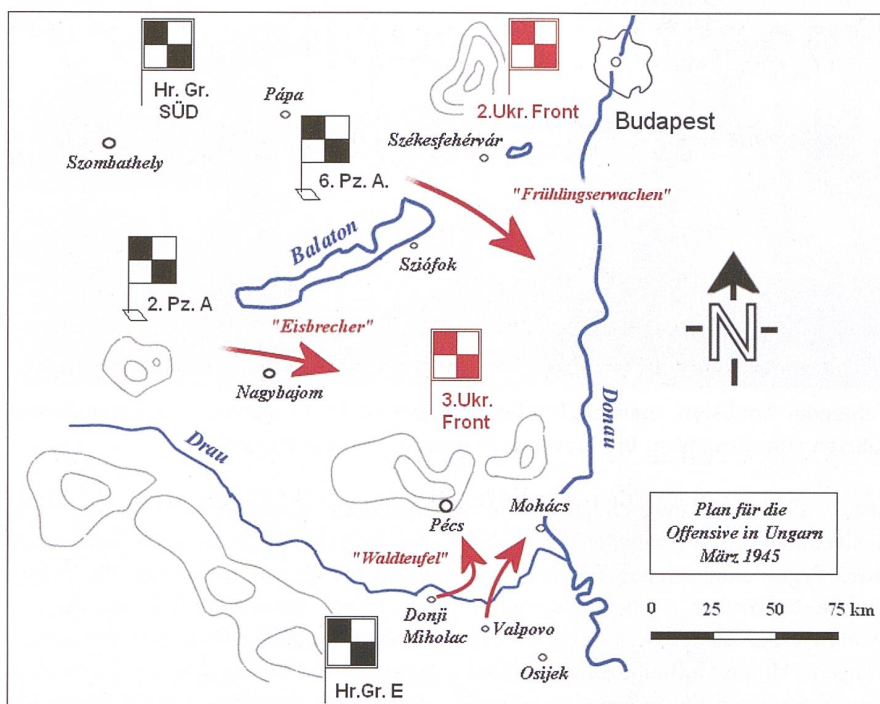 Hr. Gr.
SÜD
Pápa
Szombathely
6. Pz. A.
2.Ukr. Front
Székesfehérvár
Budapest
"Frühlingserwachen"
Balaton
Sziófok
2. Pz. A
"Eisbrecher"
Nagybajom
3.Ukr.
Front
Donau
N
Drau
Pécs
Mohács
"Waldteufel"
Donji
Miholac
Valpovo
Osijek
Hr.Gr. E
Plan für die
Offensive in Ungarn
März 1945
0 25 50 75 km